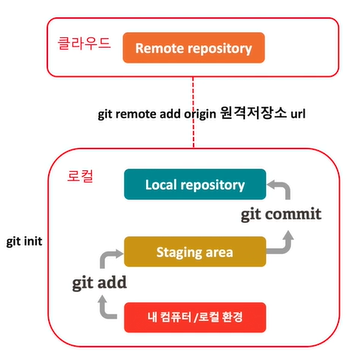 클라우드
Remote repository
git remote add origin 원격저장소 url
로컬
Local repository
git commit
git init
Staging area
git add
내 컴퓨터 /로컬 환경